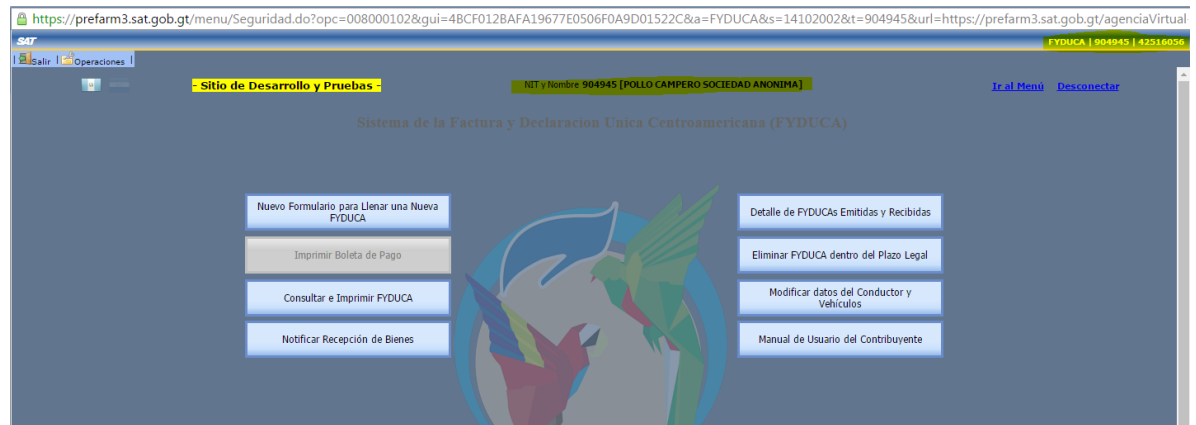 https://prefarm3.sat.gob.gt/menu/Seguridad.do?opc=008000102&gui=4BCF012BAFA19677E0506F0A9D01522C&a=FYDUCA&s=14102002&t=904945&url=https://prefarm3.sat.gob.gt/agenciaVirtual-
SAT
FYDUCA | 904945 | 42516056
| Salir | Operaciones |
- Sitio de Desarrollo y Pruebas -
NIT y Nombre 904945 [POLLO CAMPERO SOCIEDAD ANONIMA]
Ir al Menú Desconectar
Sistema de la Factura y Declaracion Unica Centroamericana (FYDUCA)
Nuevo Formulario para Llenar una Nueva
FYDUCA
Detalle de FYDUCAs Emitidas y Recibidas
Imprimir Boleta de Pago
Eliminar FYDUCA dentro del Plazo Legal
Consultar e Imprimir FYDUCA
Modificar datos del Conductor y
Vehículos
Notificar Recepción de Bienes
Manual de Usuario del Contribuyente